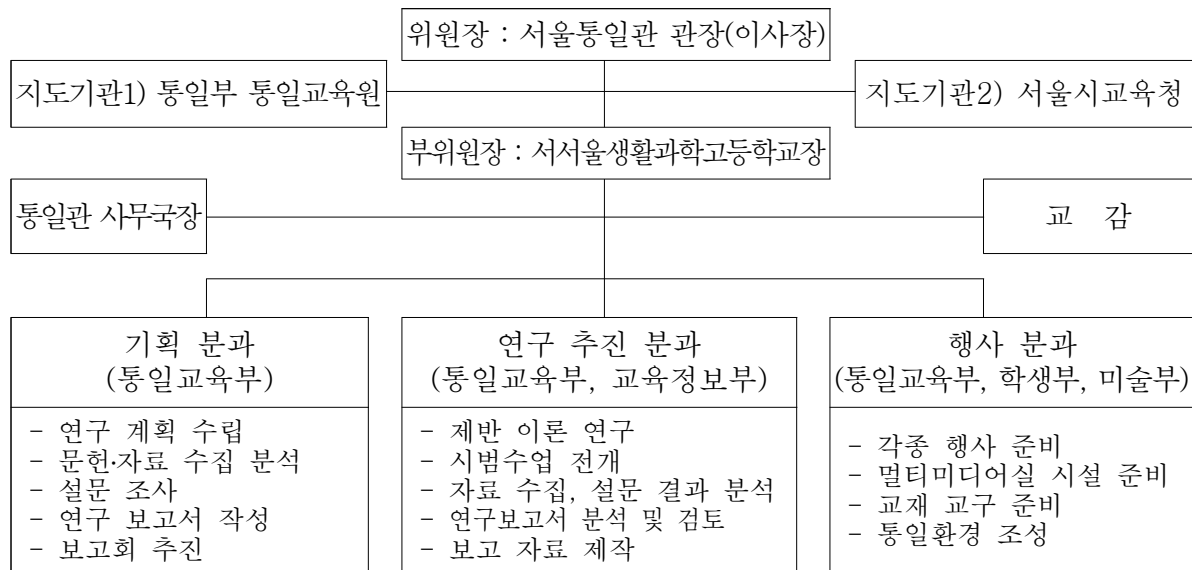 위원장 : 서울통일관 관장(이사장)
지도기관1) 통일부 통일교육원
지도기관2) 서울시교육청
부위원장 : 서서울생활과학고등학교장
통일관 사무국장
교 감
기획 분과
(통일교육부)
- 연구 계획 수립
- 문헌·자료 수집 분석
- 설문 조사
- 연구 보고서 작성
- 보고회 추진
연구 추진 분과
(통일교육부, 교육정보부)
- 제반 이론 연구
- 시범수업 전개
- 자료 수집, 설문 결과 분석
- 연구보고서 분석 및 검토
- 보고 자료 제작
행사 분과
(통일교육부, 학생부, 미술부)
- 각종 행사 준비
- 멀티미디어실 시설 준비
- 교재 교구 준비
- 통일환경 조성